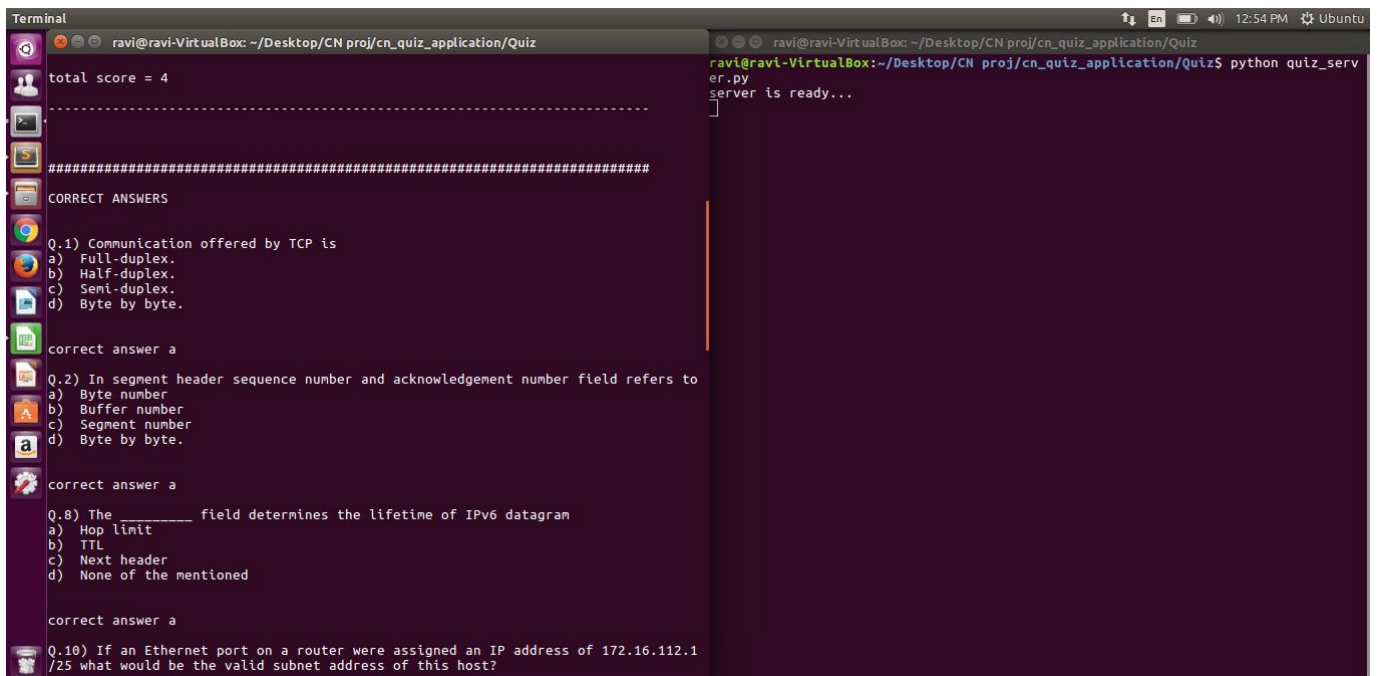 Terminal
En
12:54 PM
Ubuntu
ravi@ravi-VirtualBox: ~/Desktop/CN proj/cn_quiz_application/Quiz
total score = 4
---------------------------------------------------------------------------
###########################################################################
CORRECT ANSWERS
Q.1) Communication offered by TCP is
a)  Full-duplex.
b)  Half-duplex.
c)  Semi-duplex.
d)  Byte by byte.
correct answer a
Q.2) In segment header sequence number and acknowledgement number field refers to
a)  Byte number
b)  Buffer number
c)  Segment number
d)  Byte by byte.
correct answer a
Q.8) The _________ field determines the lifetime of IPv6 datagram
a)  Hop limit
b)  TTL
c)  Next header
d)  None of the mentioned
correct answer a
Q.10) If an Ethernet port on a router were assigned an IP address of 172.16.112.1
/25 what would be the valid subnet address of this host?
ravi@ravi-VirtualBox: ~/Desktop/CN proj/cn_quiz_application/Quiz
ravi@ravi-VirtualBox:~/Desktop/CN proj/cn_quiz_application/Quiz$ python quiz_serv
er.py
server is ready...